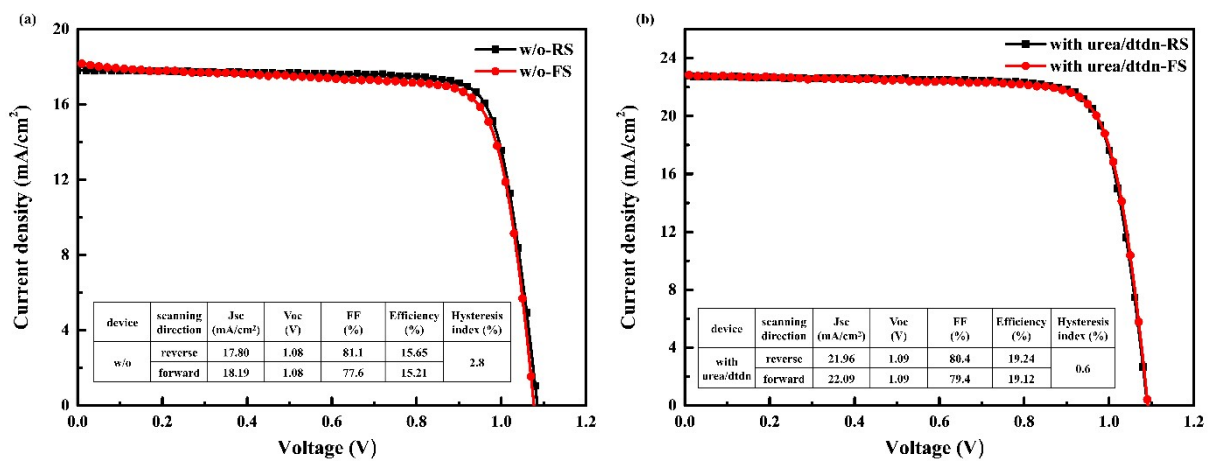 (a)
20
16
12
8
4
0
Current density (mA/cm²)
w/o-RS
w/o-FS
device scanning direction Jsc (mA/cm²) Voc (V) FF (%) Efficiency (%) Hysteresis index (%)
w/o reverse 17.80 1.08 81.1 15.65 2.8
forward 18.19 1.08 77.6 15.21
0.0 0.2 0.4 0.6 0.8 1.0 1.2
Voltage (V)
(b)
24
20
16
12
8
4
0
Current density (mA/cm²)
with urea/dtdn-RS
with urea/dtdn-FS
device scanning direction Jsc (mA/cm²) Voc (V) FF (%) Efficiency (%) Hysteresis index (%)
with urea/dtdn reverse 21.96 1.09 80.4 19.24 0.6
forward 22.09 1.09 79.4 19.12
0.0 0.2 0.4 0.6 0.8 1.0 1.2
Voltage (V)